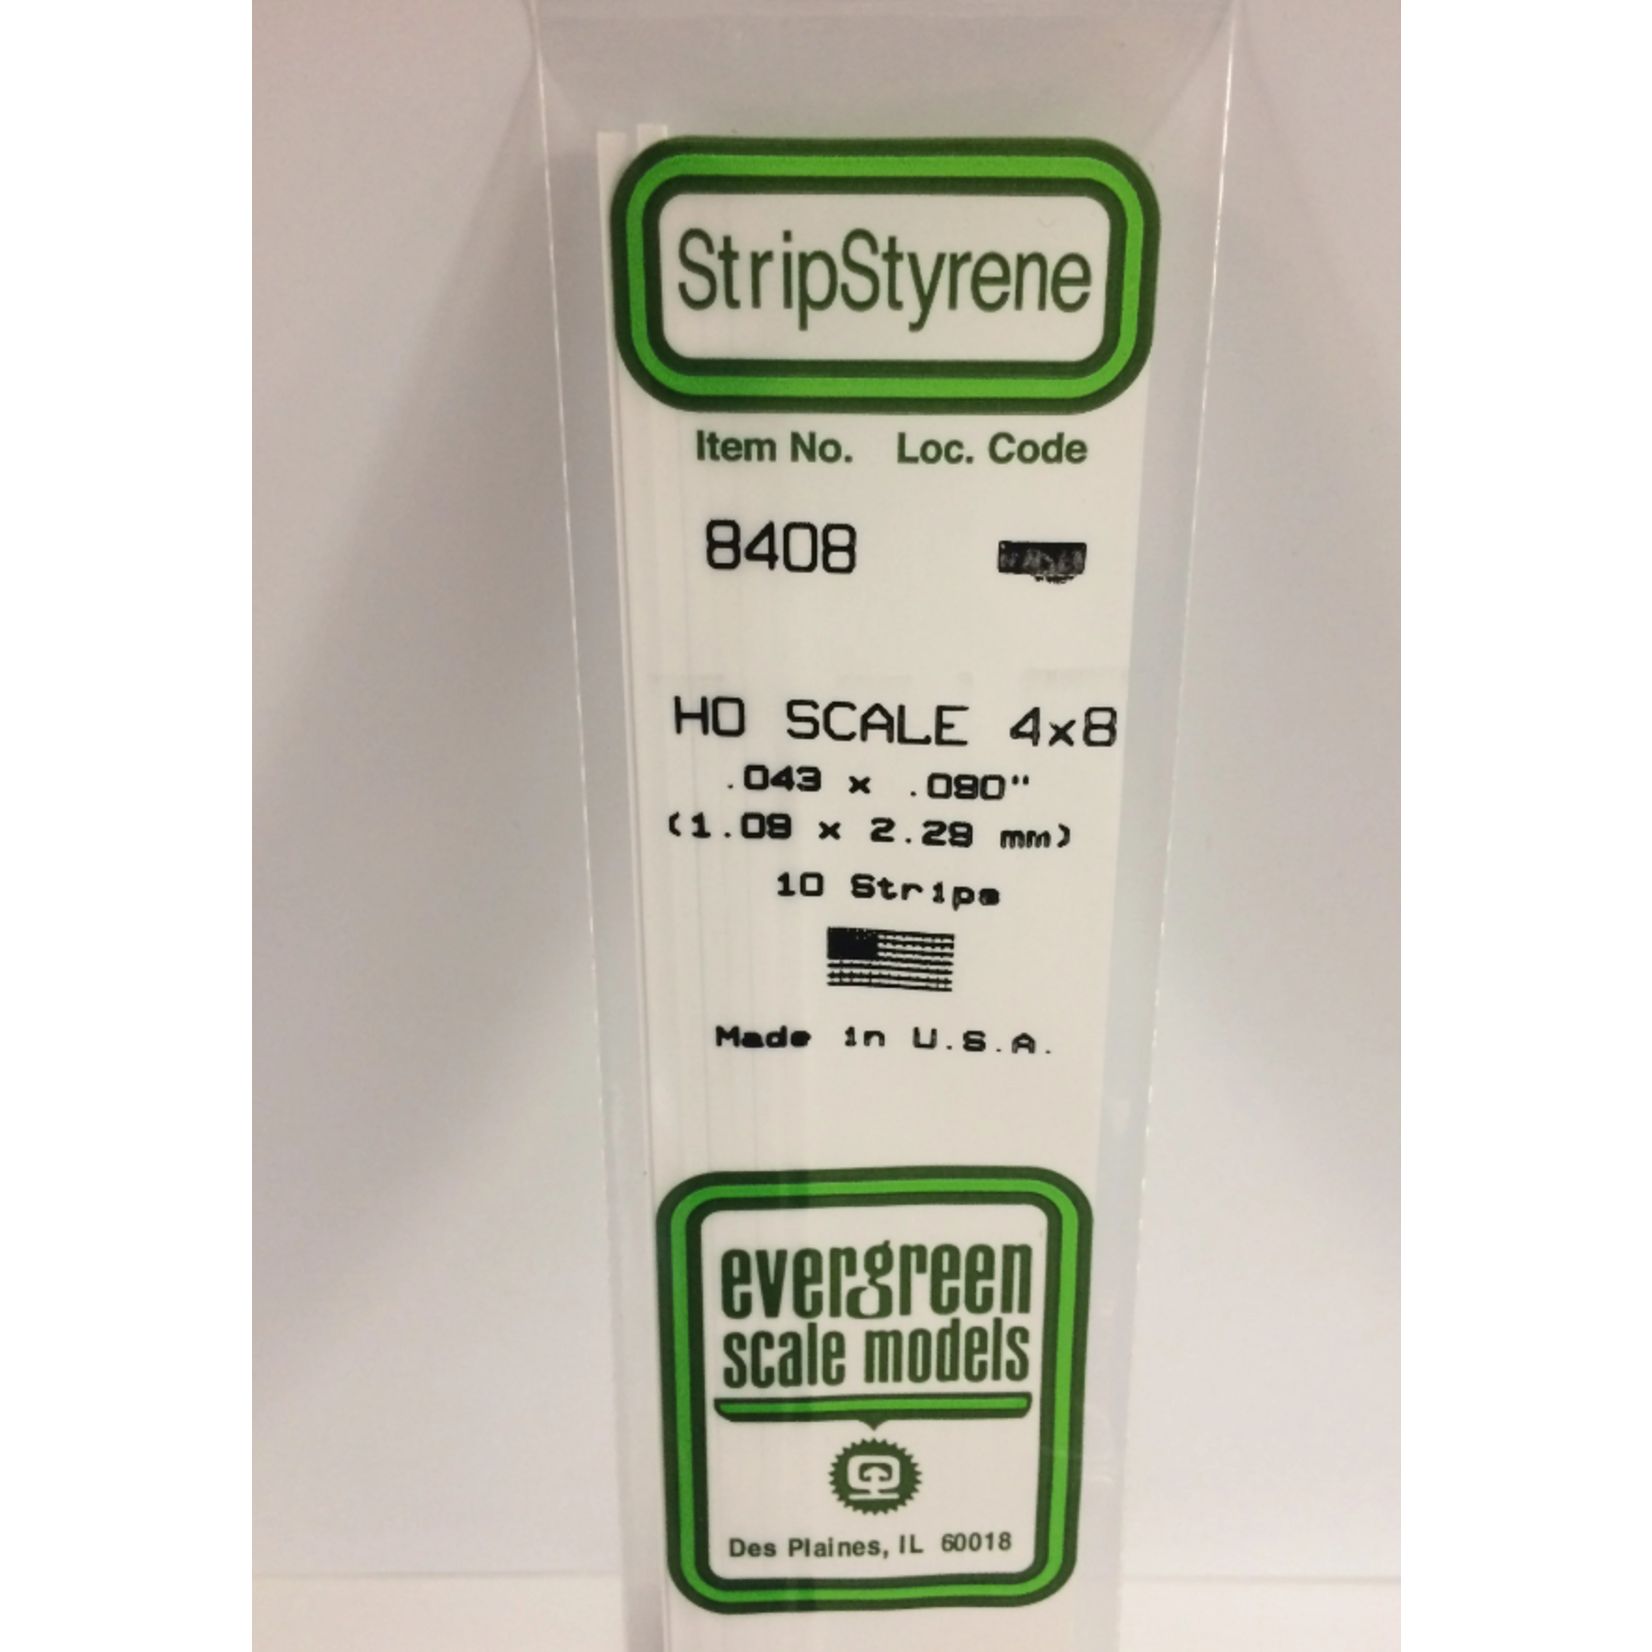 StripStyrene
Item No. Loc. Code
8408
HO SCALE 4x8
.043 x .090"
(1.09 x 2.29 mm)
10 Strips
Made in U.S.A.
evergreen
scale models
Des Plaines, IL 60018